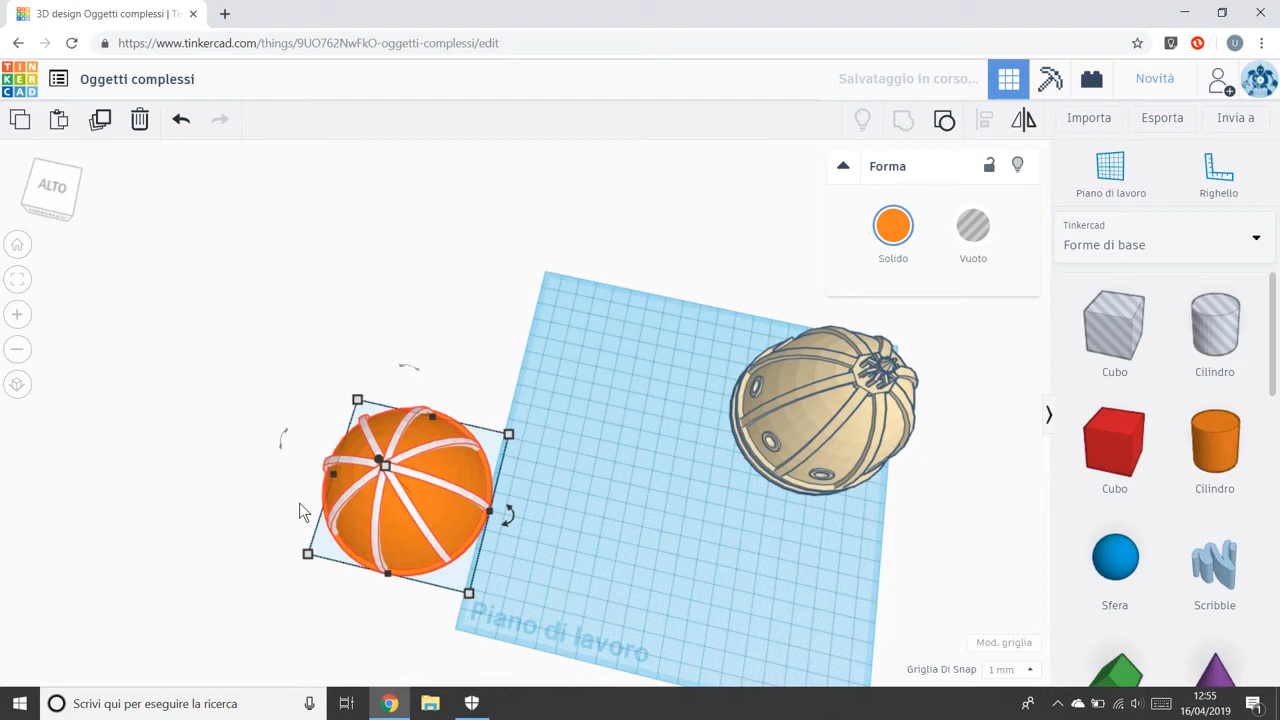 3D design Oggetti complessi | Ti
https://www.tinkercad.com/things/9UO762NwFkO-oggetti-complessi/edit
U
TIN
KER
CAD
Oggetti complessi
Salvataggio in corso...
Novità
Importa
Esporta
Invia a
ALTO
Forma
Solido
Vuoto
Piano di lavoro
Righello
Tinkercad
Forme di base
Cubo
Cilindro
Cubo
Cilindro
Sfera
Scribble
Piano di lavoro
Mod. griglia
Griglia Di Snap
1 mm
Scrivi qui per eseguire la ricerca
12:55
16/04/2019
1